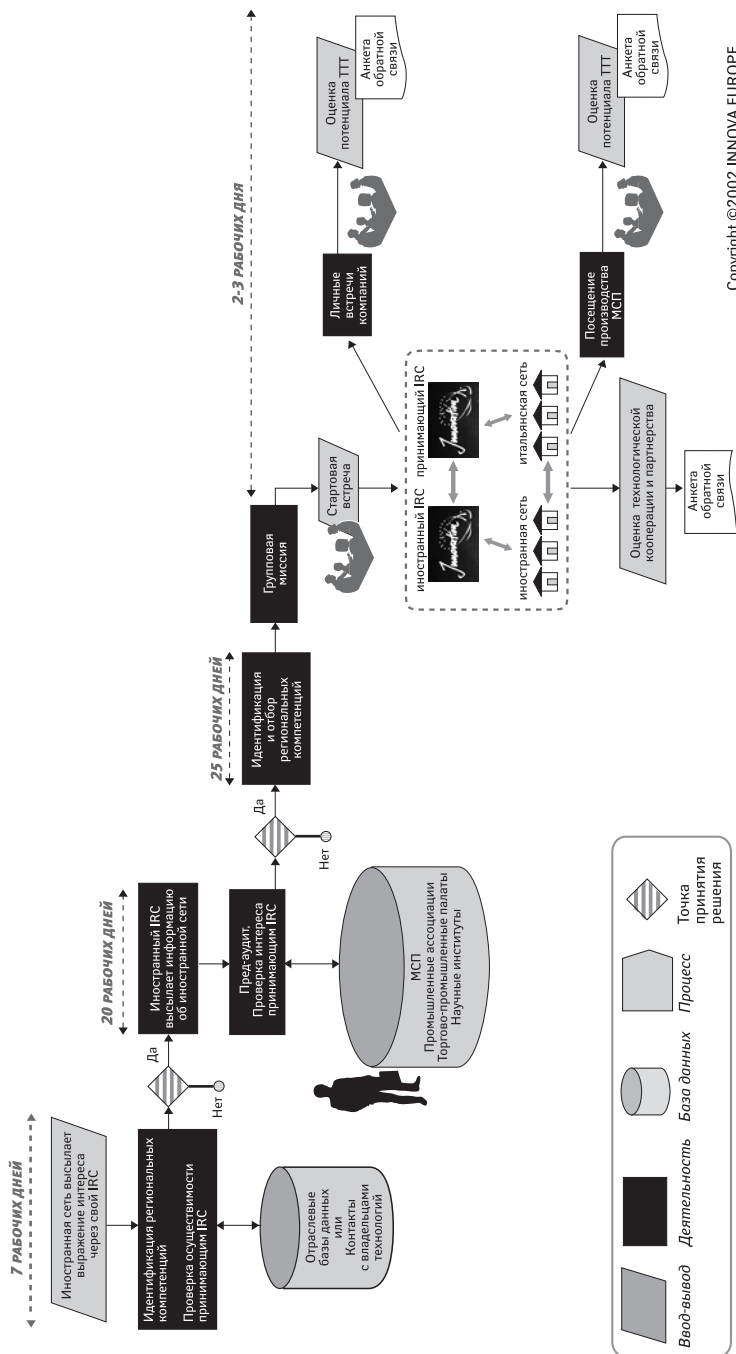 7 РАБОЧИХ ДНЕЙ
Иностранная сеть высылает
выражение интереса
через свой IRC
Идентификация региональных
компетенций
Проверка осуществимости
принимающим IRC
Отраслевые
базы данных
или
Контакты
с владельцами
технологий
Да
Нет
20 РАБОЧИХ ДНЕЙ
Иностранный IRC
высылает информацию
об иностранной сети
Пред-аудит.
Проверка интереса
принимающим IRC
МСП
Промышленные ассоциации
Торгово-промышленные палаты
Научные институты
Да
Нет
25 РАБОЧИХ ДНЕЙ
Идентификация
и отбор
региональных
компетенций
2-3 РАБОЧИХ ДНЯ
Групповая
миссия
Стартовая
встреча
иностранный IRC
принимающий IRC
иностранная сеть
итальянская сеть
Личные
встречи
компаний
Оценка
потенциала ТТТ
Анкета
обратной
связи
Посещение
производства
МСП
Оценка
потенциала ТТТ
Анкета
обратной
связи
Оценка технологической
кооперации и партнерства
Анкета
обратной
связи
Ввод-вывод
Деятельность
База данных
Процесс
Точка
принятия
решения
Copyright ©2002 INNOVA EUROPE